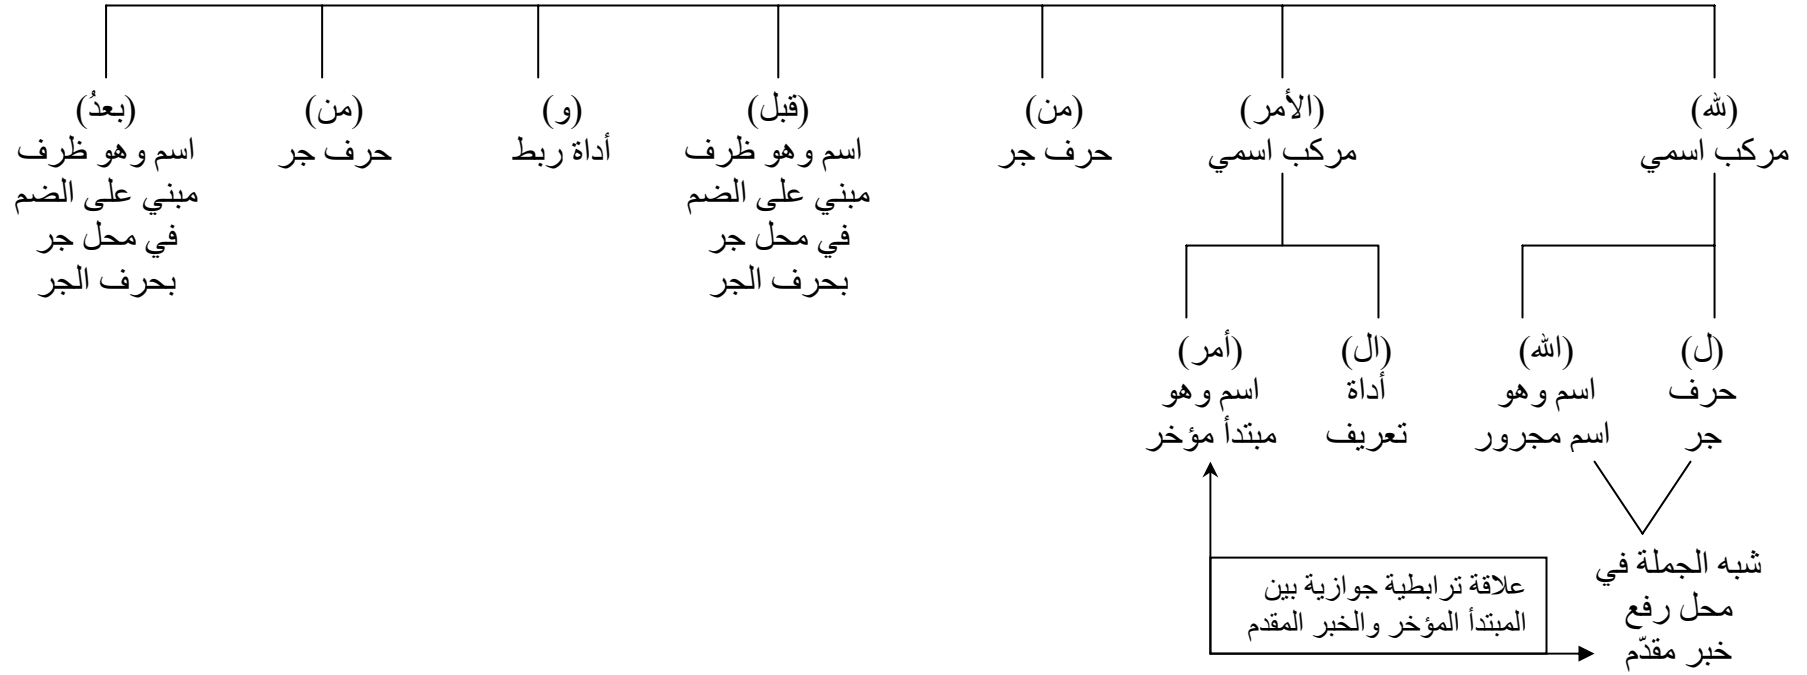 (لله)
مركب اسمي
(الأمر)
مركب اسمي
(من)
حرف جر
(قبل)
اسم وهو ظرف
مبني على الضم
في محل جر
بحرف الجر
(و)
أداة ربط
(من)
حرف جر
(بعدُ)
اسم وهو ظرف
مبني على الضم
في محل جر
بحرف الجر
(ل)
حرف
جر
(الله)
اسم وهو
اسم مجرور
(ال)
أداة
تعريف
(أمر)
اسم وهو
مبتدأ مؤخر
شبه الجملة في
محل رفع
خبر مقدّم
علاقة ترابطية جوازية بين
المبتدأ المؤخر والخبر المقدم